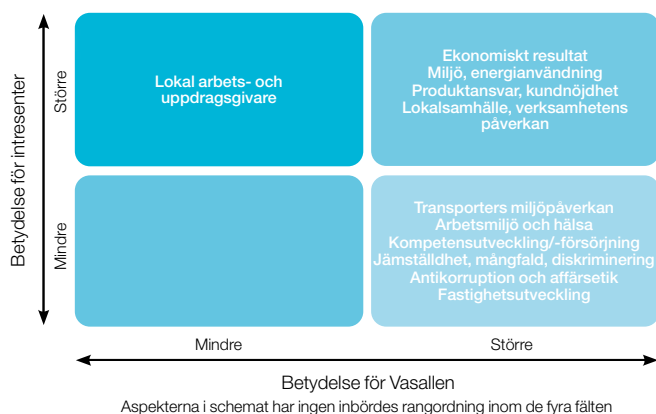 Betydelse för intressenter
Större
Mindre
Lokal arbets- och
uppdragsgivare
Ekonomiskt resultat
Miljö, energianvändning
Produktansvar, kundnöjdhet
Lokalsamhälle, verksamhetens
påverkan
Transporters miljöpåverkan
Arbetsmiljö och hälsa
Kompetensutveckling/-försörjning
Jämställdhet, mångfald, diskriminering
Antikorruption och affärsetik
Fastighetsutveckling
Mindre
Större
Betydelse för Vasallen
Aspekterna i schemat har ingen inbördes rangordning inom de fyra fälten